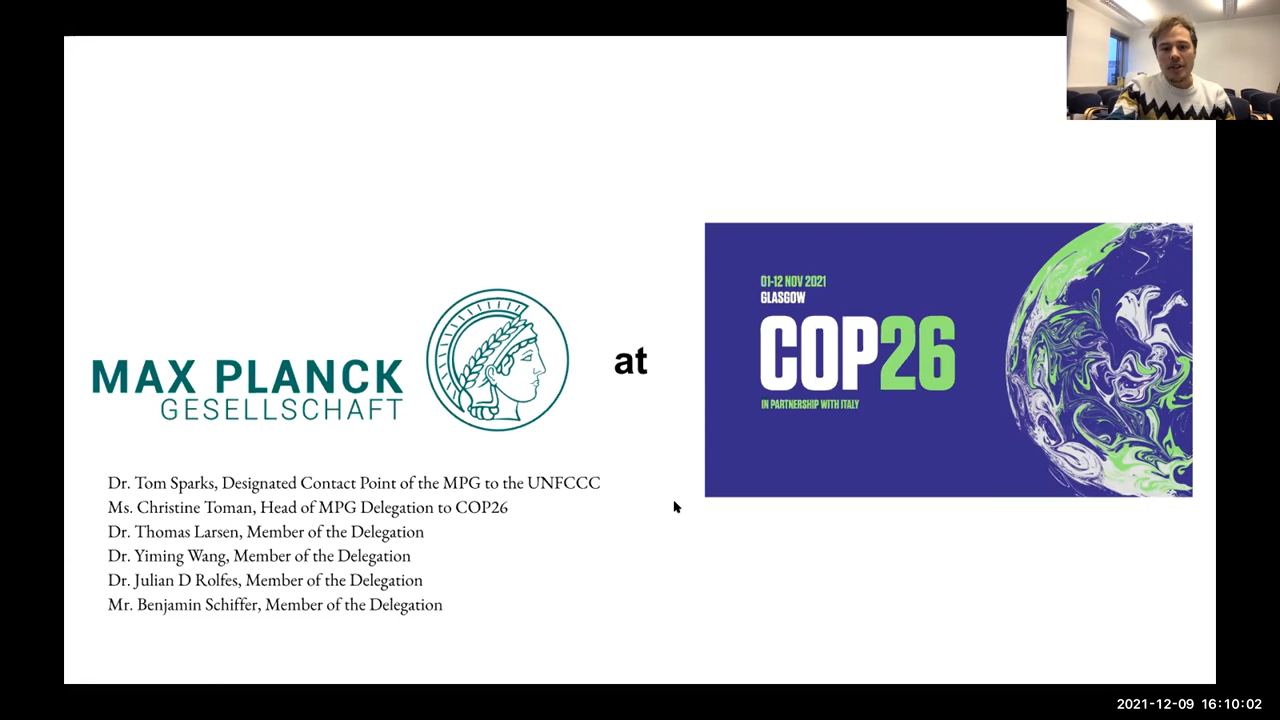 MAX PLANCK
GESELLSCHAFT
at
01-12 NOV 2021
GLASGOW
COP26
IN PARTNERSHIP WITH ITALY
Dr. Tom Sparks, Designated Contact Point of the MPG to the UNFCCC
Ms. Christine Toman, Head of MPG Delegation to COP26
Dr. Thomas Larsen, Member of the Delegation
Dr. Yiming Wang, Member of the Delegation
Dr. Julian D Rolfes, Member of the Delegation
Mr. Benjamin Schiffer, Member of the Delegation
2021-12-09 16:10:02